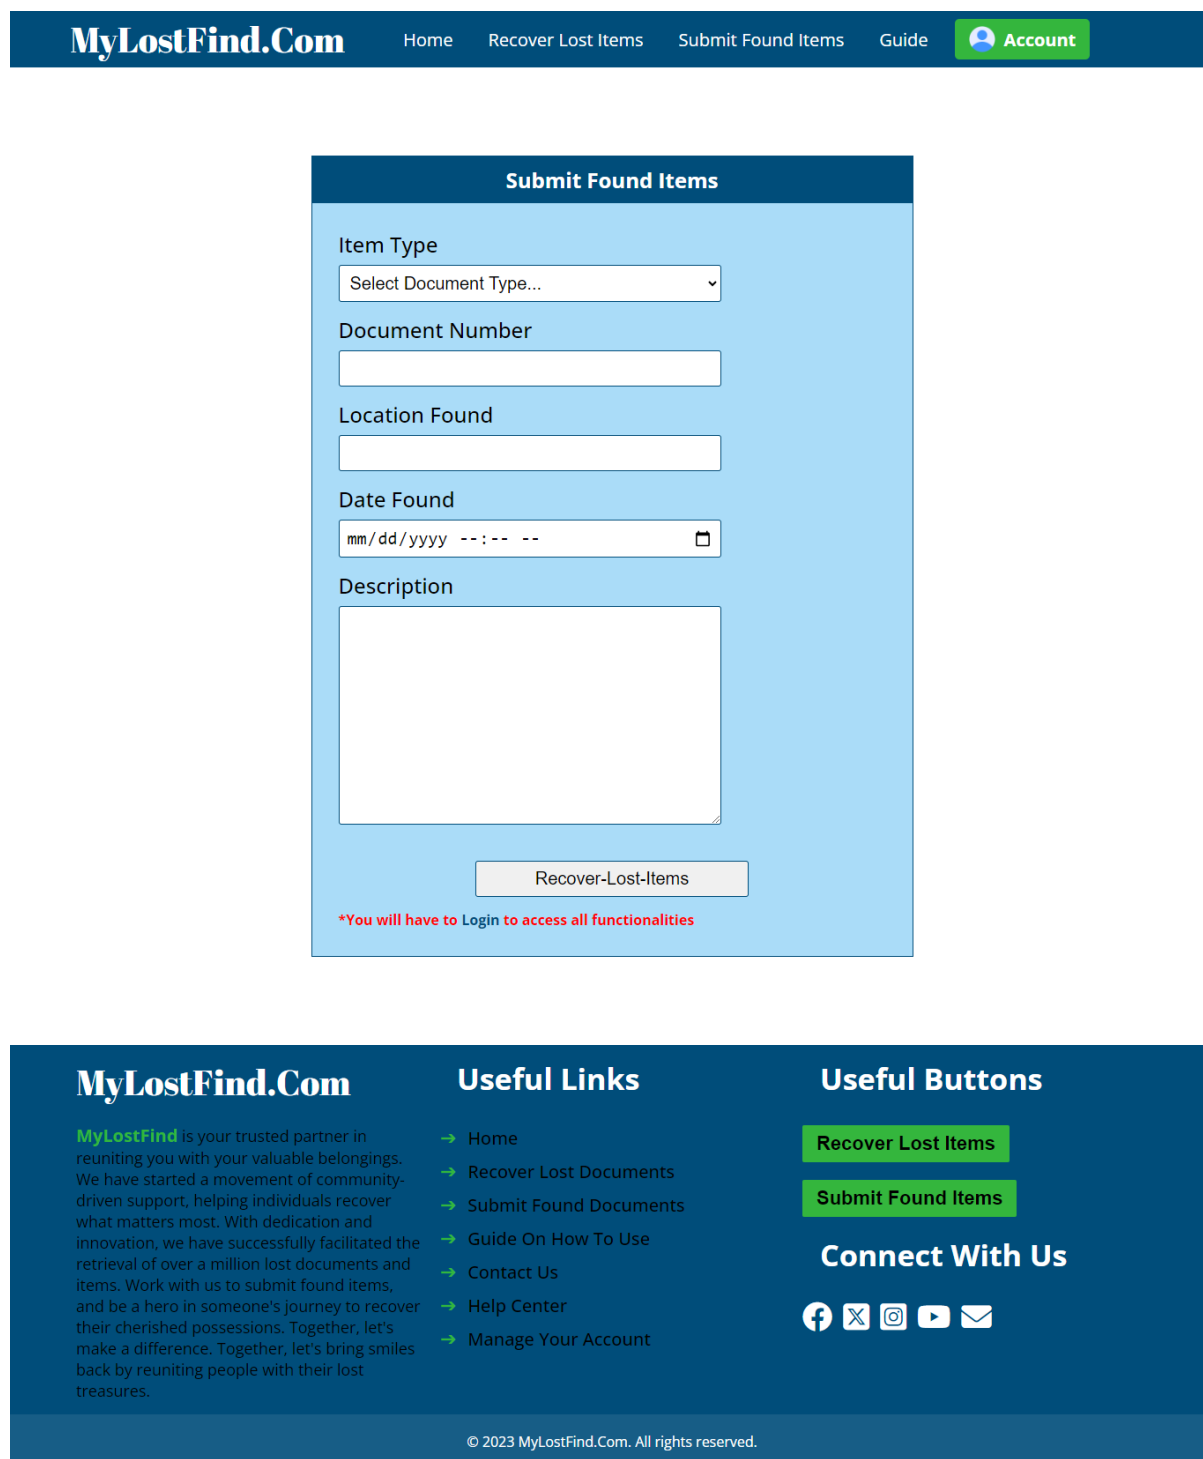 MyLostFind.Com
Home
Recover Lost Items
Submit Found Items
Guide
Account
Submit Found Items
Item Type
Select Document Type...
Document Number
Location Found
Date Found
mm/dd/yyyy --:-- --
Description
Recover-Lost-Items
*You will have to Login to access all functionalities
MyLostFind.Com
MyLostFind is your trusted partner in
reuniting you with your valuable belongings.
We have started a movement of community-
driven support, helping individuals recover
what matters most. With dedication and
innovation, we have successfully facilitated the
retrieval of over a million lost documents and
items. Work with us to submit found items,
and be a hero in someone's journey to recover
their cherished possessions. Together, let's
make a difference. Together, let's bring smiles
back by reuniting people with their lost
treasures.
Useful Links
Home
Recover Lost Documents
Submit Found Documents
Guide On How To Use
Contact Us
Help Center
Manage Your Account
Useful Buttons
Recover Lost Items
Submit Found Items
Connect With Us
© 2023 MyLostFind.Com. All rights reserved.